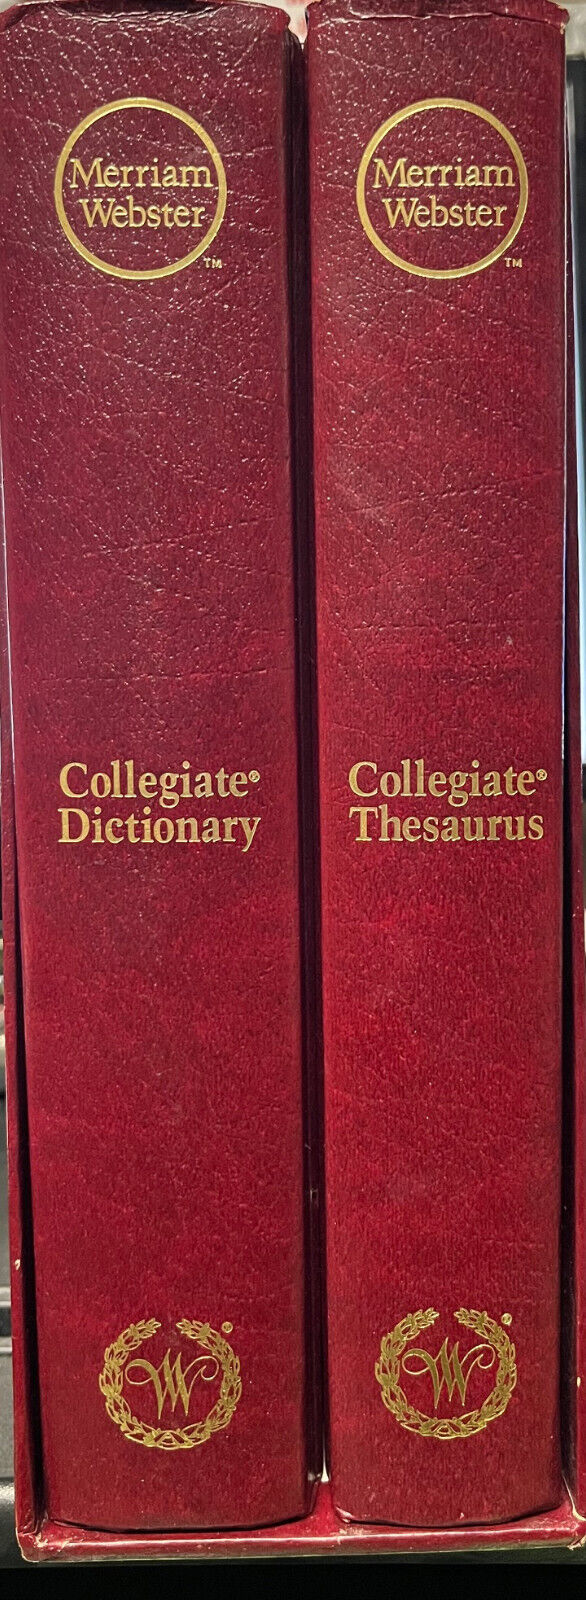 Merriam
Webster
TM
Collegiate®
Dictionary
W
®
Merriam
Webster
TM
Collegiate®
Thesaurus
W
®